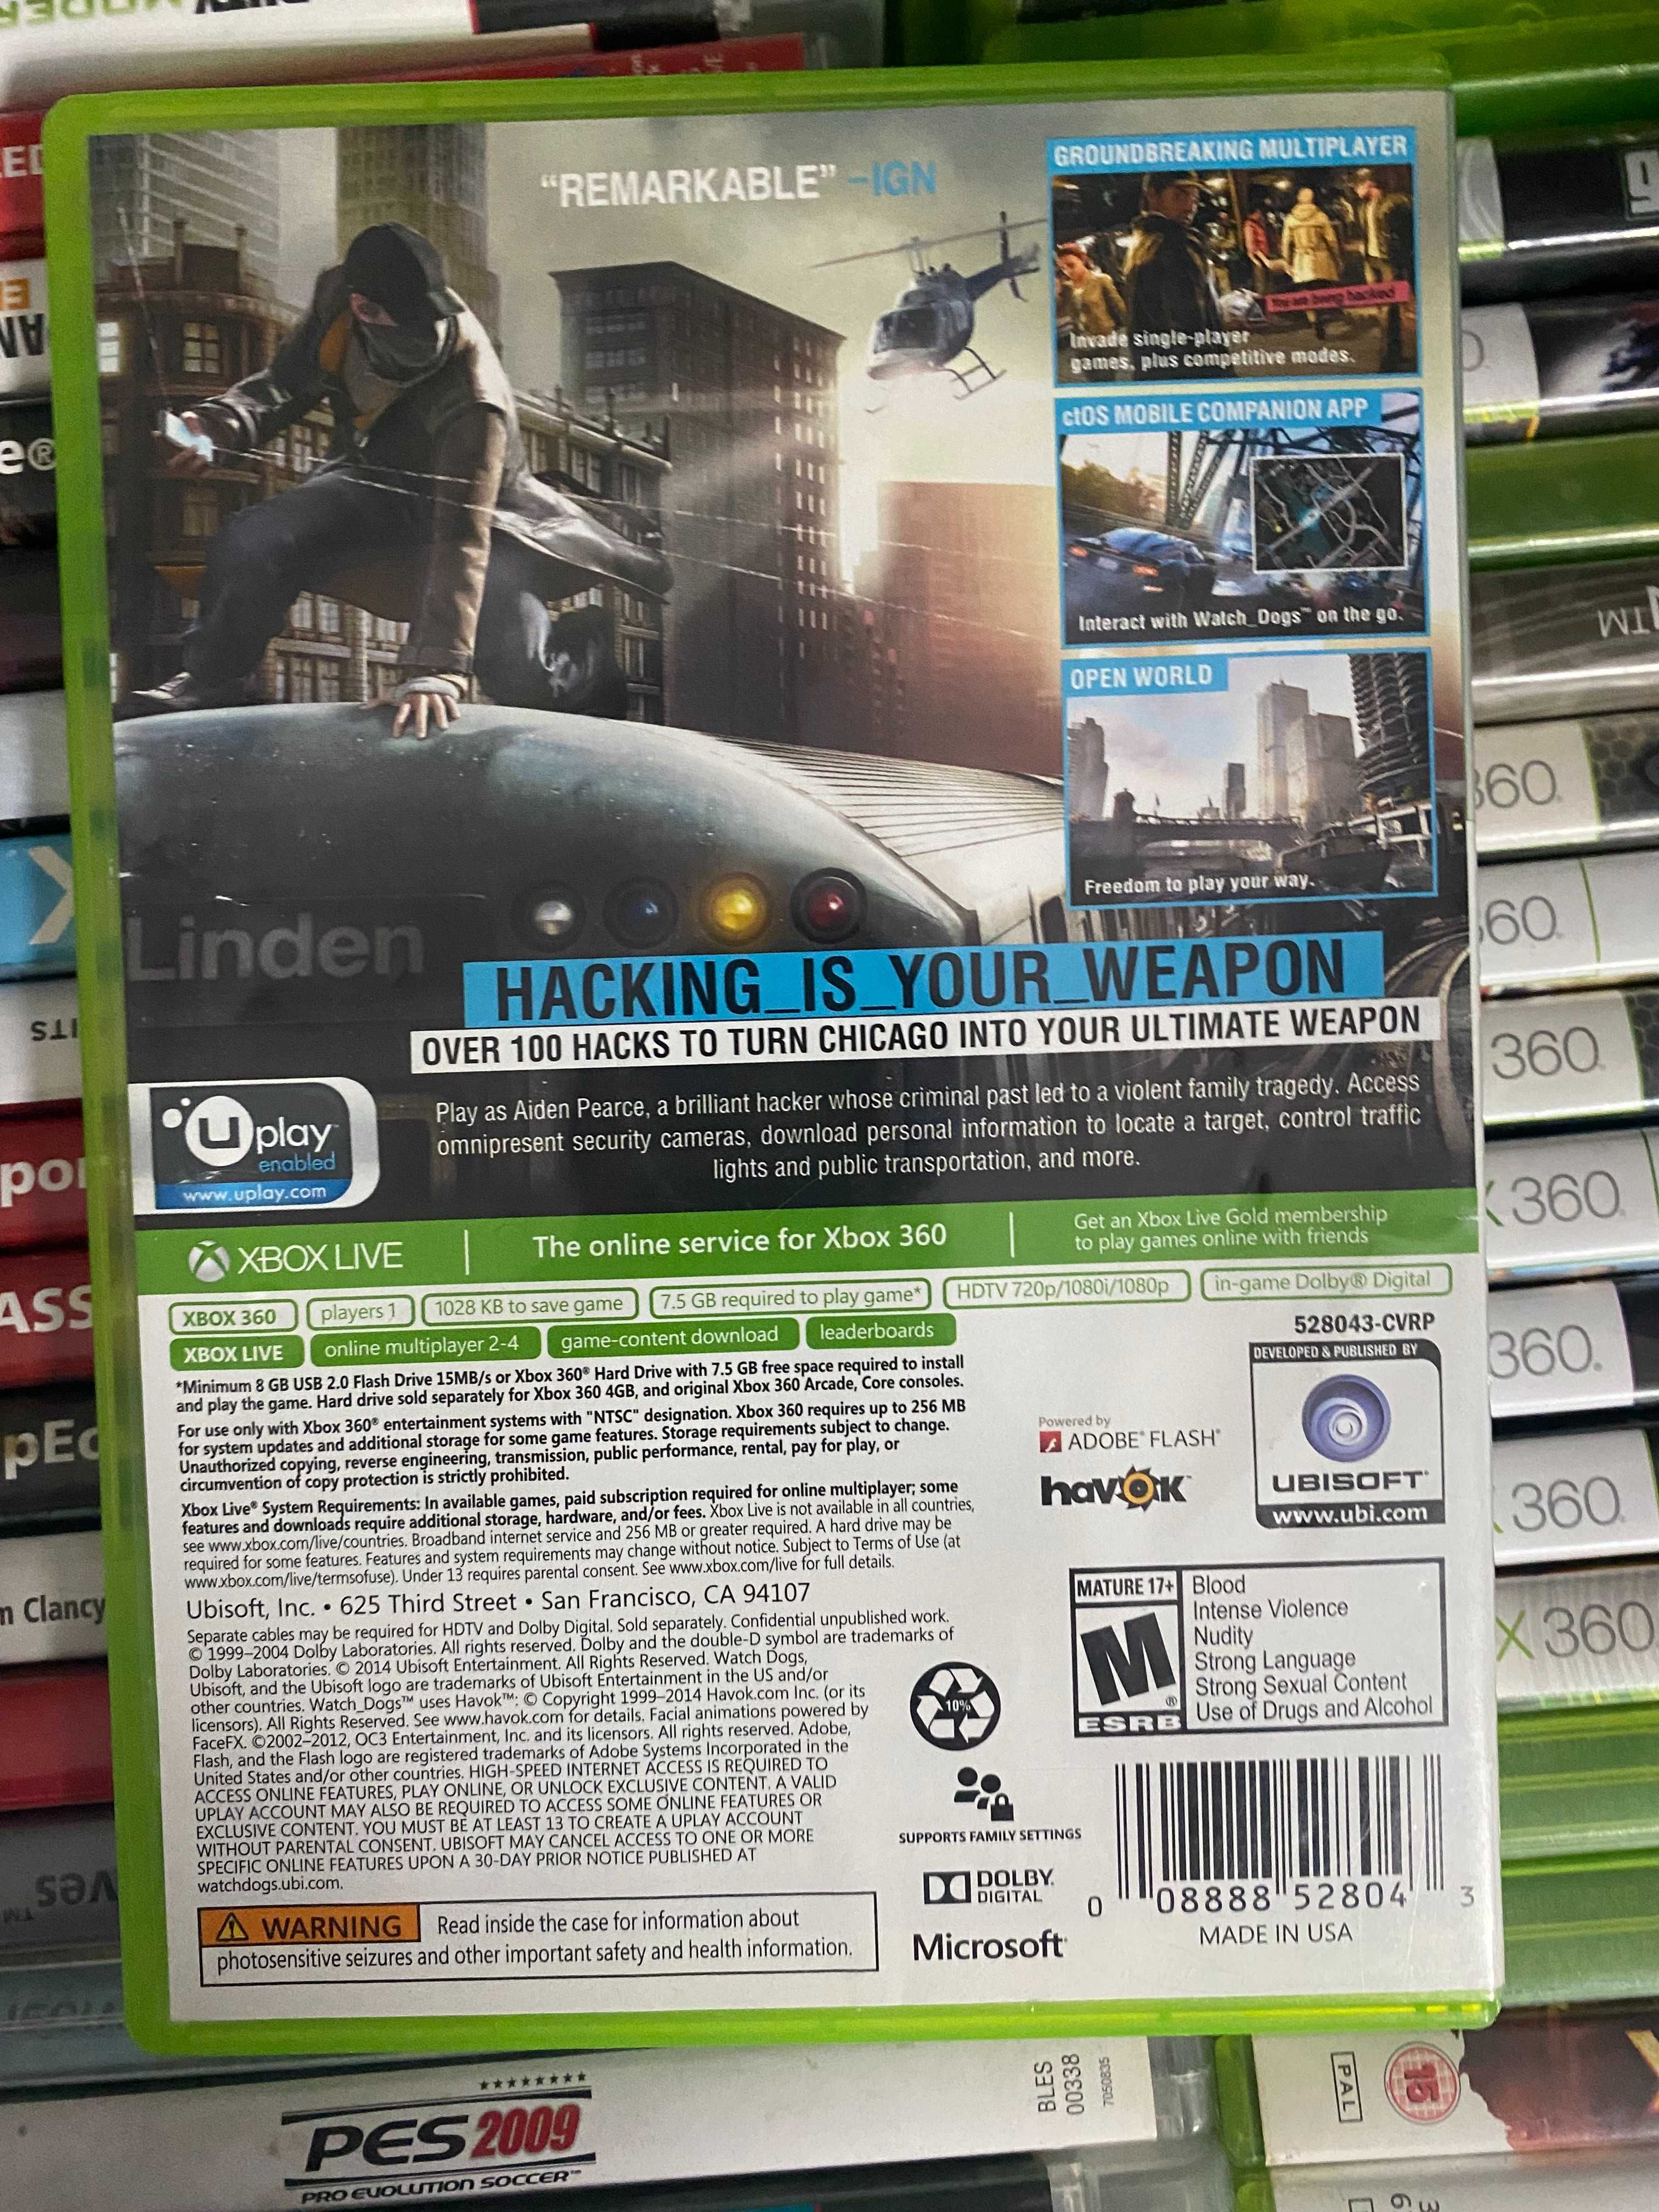 "REMARKABLE" -IGN
GROUNDBREAKING MULTIPLAYER
You are being hacked
Invade single-player
games, plus competitive modes.
ctOS MOBILE COMPANION APP
Interact with Watch_Dogs™ on the go.
OPEN WORLD
Freedom to play your way.
Linden
HACKING_IS_YOUR_WEAPON
OVER 100 HACKS TO TURN CHICAGO INTO YOUR ULTIMATE WEAPON
Play as Aiden Pearce, a brilliant hacker whose criminal past led to a violent family tragedy. Access
omnipresent security cameras, download personal information to locate a target, control traffic
lights and public transportation, and more.
Uplay™
enabled
www.uplay.com
XBOX LIVE
The online service for Xbox 360
Get an Xbox Live Gold membership
to play games online with friends
XBOX 360 players 1 1028 KB to save game 7.5 GB required to play game* HDTV 720p/1080i/1080p in-game Dolby® Digital
XBOX LIVE online multiplayer 2-4 game-content download leaderboards
528043-CVRP
*Minimum 8 GB USB 2.0 Flash Drive 15MB/s or Xbox 360® Hard Drive with 7.5 GB free space required to install
and play the game. Hard drive sold separately for Xbox 360 4GB, and original Xbox 360 Arcade, Core consoles.
For use only with Xbox 360® entertainment systems with "NTSC" designation. Xbox 360 requires up to 256 MB
for system updates and additional storage for some game features. Storage requirements subject to change.
Unauthorized copying, reverse engineering, transmission, public performance, rental, pay for play, or
circumvention of copy protection is strictly prohibited.
Xbox Live® System Requirements: In available games, paid subscription required for online multiplayer; some
features and downloads require additional storage, hardware, and/or fees. Xbox Live is not available in all countries,
see www.xbox.com/live/countries. Broadband internet service and 256 MB or greater required. A hard drive may be
required for some features. Features and system requirements may change without notice. Subject to Terms of Use (at
www.xbox.com/live/termsofuse). Under 13 requires parental consent. See www.xbox.com/live for full details.
Ubisoft, Inc. • 625 Third Street • San Francisco, CA 94107
Separate cables may be required for HDTV and Dolby Digital. Sold separately. Confidential unpublished work.
© 1999–2004 Dolby Laboratories. All rights reserved. Dolby and the double-D symbol are trademarks of
Dolby Laboratories. © 2014 Ubisoft Entertainment. All Rights Reserved. Watch Dogs,
Ubisoft, and the Ubisoft logo are trademarks of Ubisoft Entertainment in the US and/or
other countries. Watch_Dogs™ uses Havok™: © Copyright 1999–2014 Havok.com Inc. (or its
licensors). All Rights Reserved. See www.havok.com for details. Facial animations powered by
FaceFX. ©2002–2012, OC3 Entertainment, Inc. and its licensors. All rights reserved. Adobe,
Flash, and the Flash logo are registered trademarks of Adobe Systems Incorporated in the
United States and/or other countries. HIGH-SPEED INTERNET ACCESS IS REQUIRED TO
ACCESS ONLINE FEATURES, PLAY ONLINE, OR UNLOCK EXCLUSIVE CONTENT. A VALID
UPLAY ACCOUNT MAY ALSO BE REQUIRED TO ACCESS SOME ONLINE FEATURES OR
EXCLUSIVE CONTENT. YOU MUST BE AT LEAST 13 TO CREATE A UPLAY ACCOUNT
WITHOUT PARENTAL CONSENT. UBISOFT MAY CANCEL ACCESS TO ONE OR MORE
SPECIFIC ONLINE FEATURES UPON A 30-DAY PRIOR NOTICE PUBLISHED AT
watchdogs.ubi.com.
WARNING Read inside the case for information about
photosensitive seizures and other important safety and health information.
Powered by
ADOBE® FLASH®
havok™
DEVELOPED & PUBLISHED BY
UBISOFT®
www.ubi.com
MATURE 17+
M®
ESRB
Blood
Intense Violence
Nudity
Strong Language
Strong Sexual Content
Use of Drugs and Alcohol
10%
SUPPORTS FAMILY SETTINGS
DOLBY.
DIGITAL
Microsoft®
0 08888 52804 3
MADE IN USA
PES 2009
PRO EVOLUTION SOCCER™
BLES
00338
7050835
PAL
15
n Clancy
360
360
360
360
360
X 360